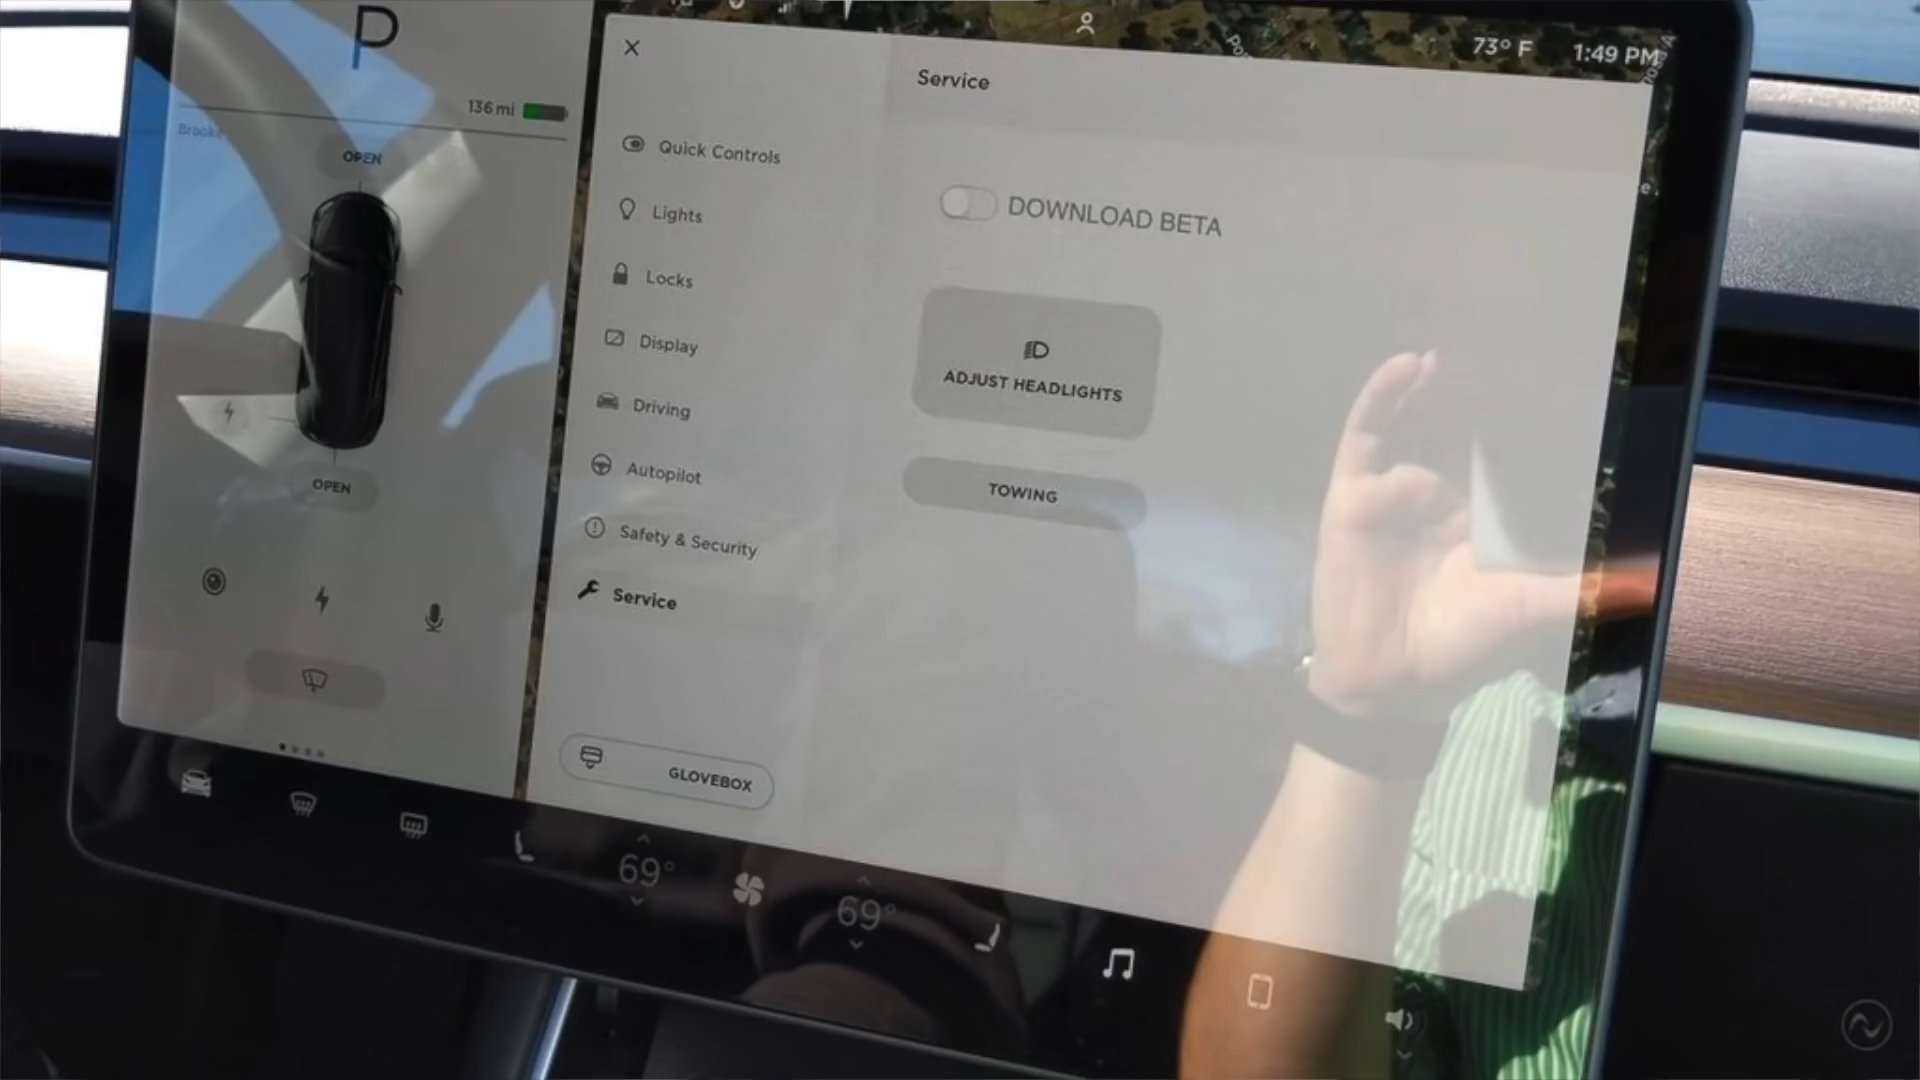 P
136 mi
OPEN
OPEN
73° F
1:49 PM
Service
Quick Controls
Lights
Locks
Display
Driving
Autopilot
Safety & Security
Service
GLOVEBOX
DOWNLOAD BETA
ADJUST HEADLIGHTS
TOWING
69°
69°